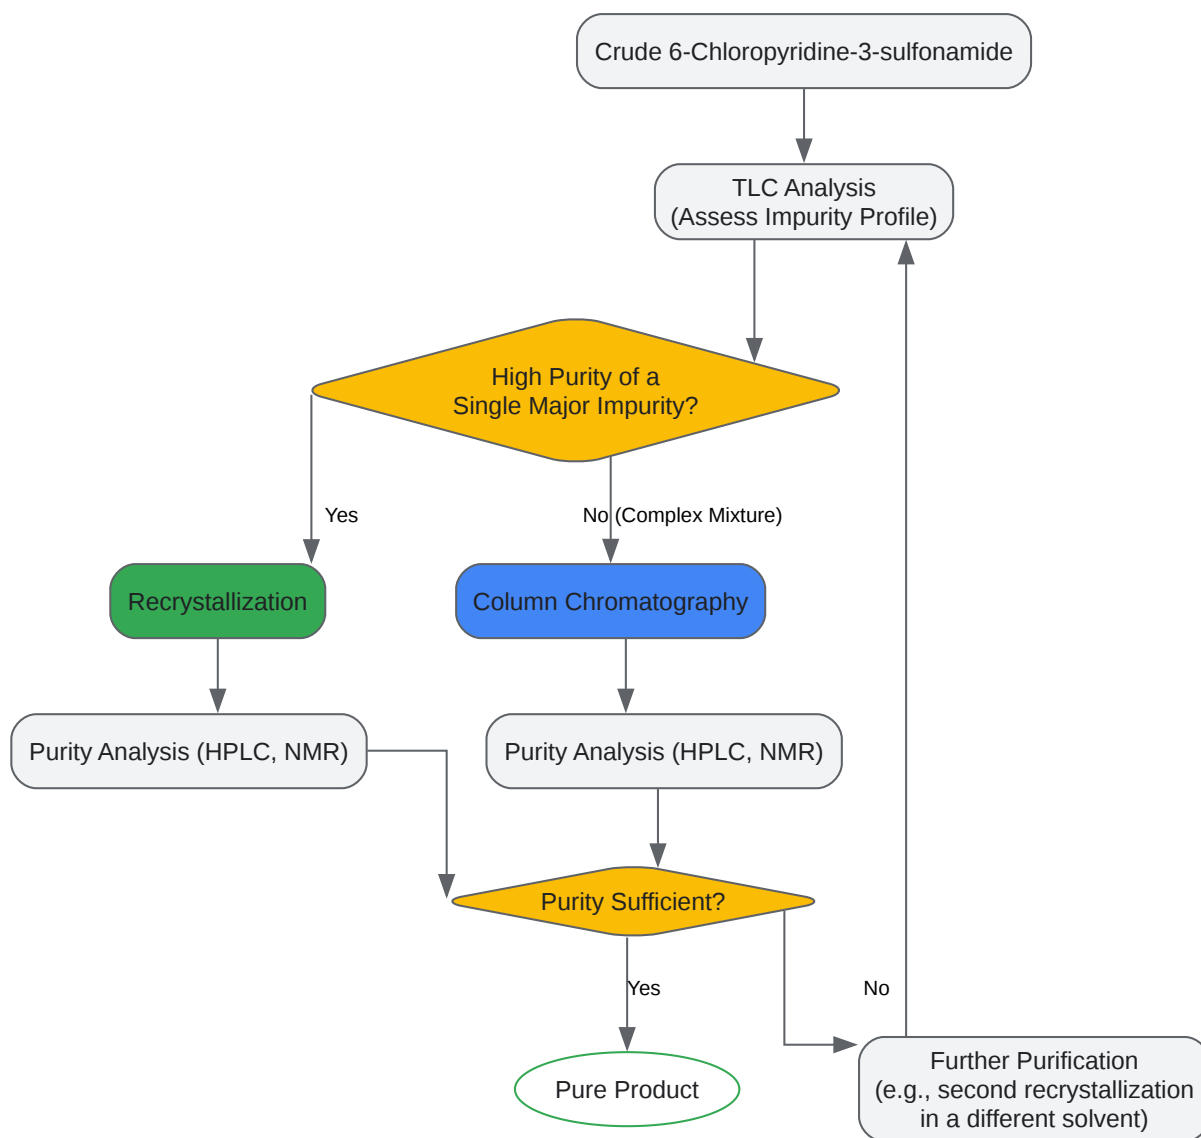 Crude 6-Chloropyridine-3-sulfonamide
TLC Analysis
(Assess Impurity Profile)
High Purity of a
Single Major Impurity?
Yes
No (Complex Mixture)
Recrystallization
Column Chromatography
Purity Analysis (HPLC, NMR)
Purity Analysis (HPLC, NMR)
Purity Sufficient?
Yes
No
Further Purification
(e.g., second recrystallization
in a different solvent)
Pure Product